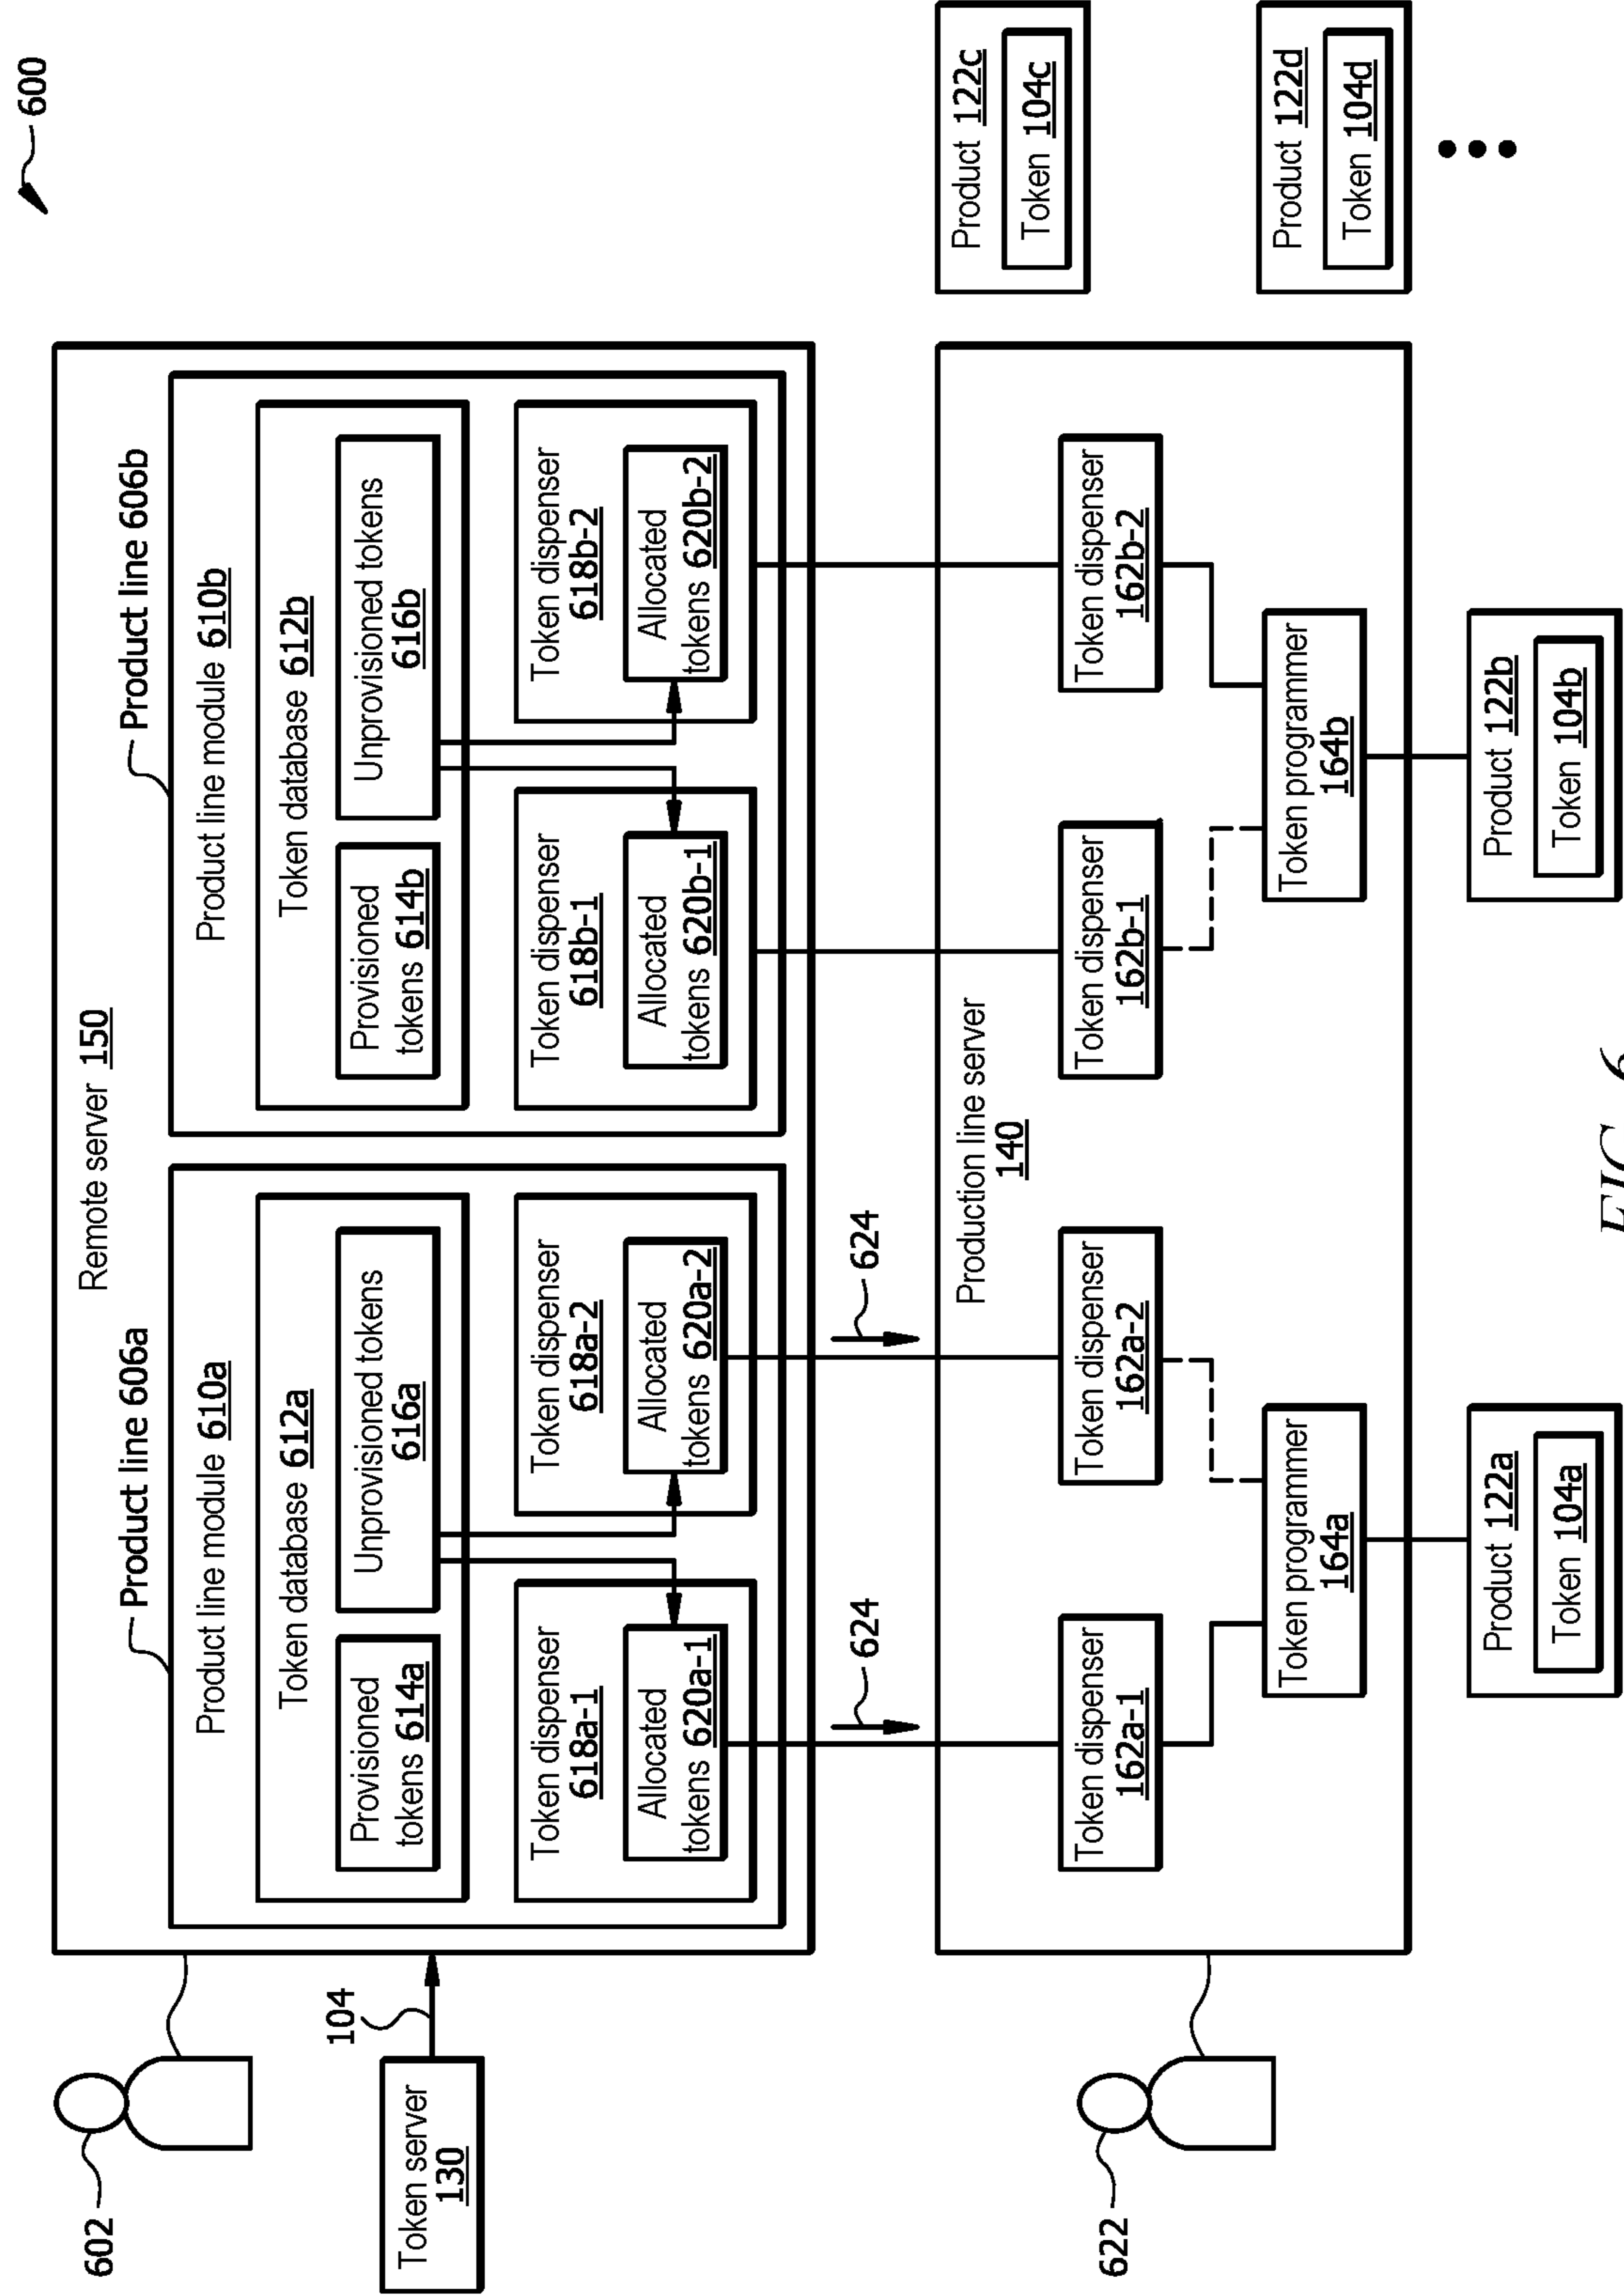 600
602
Token server
130
104
Remote server 150
Product line 606a
Product line module 610a
Token database 612a
Provisioned
tokens 614a
Unprovisioned tokens
616a
Token dispenser
618a-1
Allocated
tokens 620a-1
Token dispenser
618a-2
Allocated
tokens 620a-2
Product line 606b
Product line module 610b
Token database 612b
Provisioned
tokens 614b
Unprovisioned tokens
616b
Token dispenser
618b-1
Allocated
tokens 620b-1
Token dispenser
618b-2
Allocated
tokens 620b-2
624
624
622
Production line server
140
Token dispenser
162a-1
Token dispenser
162a-2
Token dispenser
162b-1
Token dispenser
162b-2
Token programmer
164a
Token programmer
164b
Product 122a
Token 104a
Product 122b
Token 104b
Product 122c
Token 104c
Product 122d
Token 104d
FIG. 6